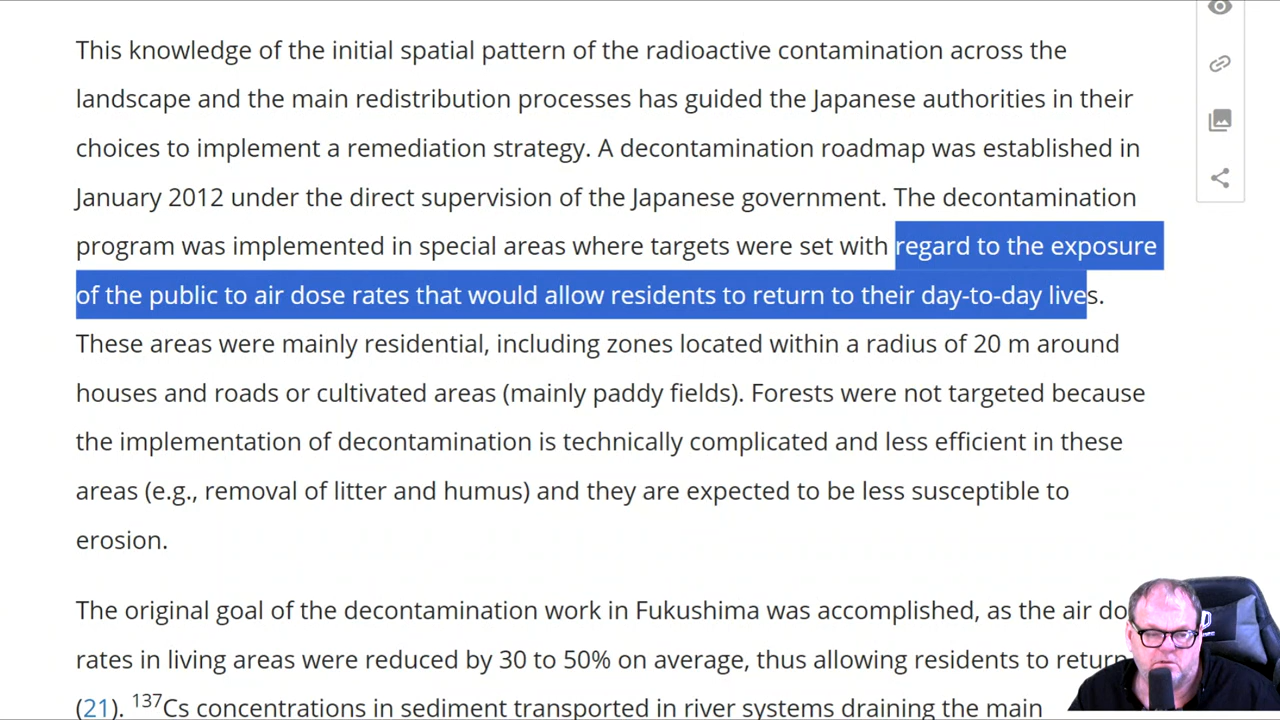 This knowledge of the initial spatial pattern of the radioactive contamination across the
landscape and the main redistribution processes has guided the Japanese authorities in their
choices to implement a remediation strategy. A decontamination roadmap was established in
January 2012 under the direct supervision of the Japanese government. The decontamination
program was implemented in special areas where targets were set with regard to the exposure
of the public to air dose rates that would allow residents to return to their day-to-day lives.
These areas were mainly residential, including zones located within a radius of 20 m around
houses and roads or cultivated areas (mainly paddy fields). Forests were not targeted because
the implementation of decontamination is technically complicated and less efficient in these
areas (e.g., removal of litter and humus) and they are expected to be less susceptible to
erosion.
The original goal of the decontamination work in Fukushima was accomplished, as the air do
rates in living areas were reduced by 30 to 50% on average, thus allowing residents to return
(21). 137Cs concentrations in sediment transported in river systems draining the main